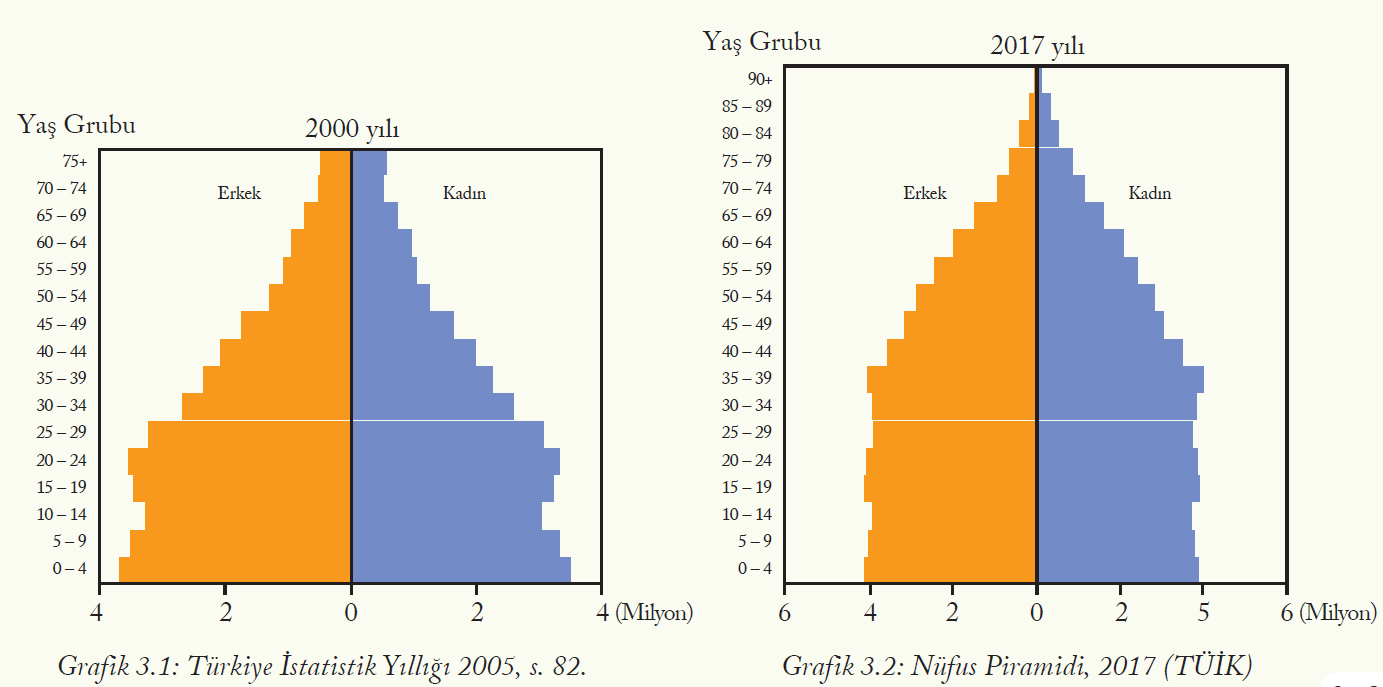 Yaş Grubu
2000 yılı
75+
70 – 74
65 – 69
60 – 64
55 – 59
50 – 54
45 – 49
40 – 44
35 – 39
30 – 34
25 – 29
20 – 24
15 – 19
10 – 14
5 – 9
0 – 4
Erkek
Kadın
4 2 0 2 4 (Milyon)
Grafik 3.1: Türkiye İstatistik Yıllığı 2005, s. 82.
Yaş Grubu
2017 yılı
90+
85 – 89
80 – 84
75 – 79
70 – 74
65 – 69
60 – 64
55 – 59
50 – 54
45 – 49
40 – 44
35 – 39
30 – 34
25 – 29
20 – 24
15 – 19
10 – 14
5 – 9
0 – 4
Erkek
Kadın
6 4 2 0 2 5 6 (Milyon)
Grafik 3.2: Nüfus Piramidi, 2017 (TÜİK)